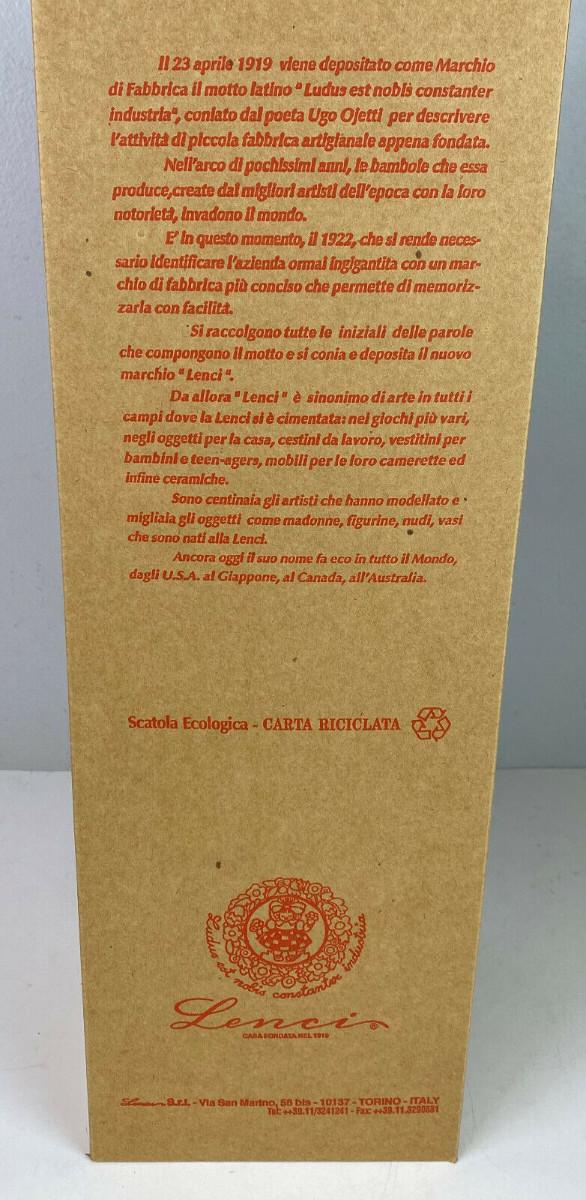 Il 23 aprile 1919 viene depositato come Marchio
di Fabbrica il motto latino "Ludus est nobis constanter
industria", coniato dal poeta Ugo Ojetti per descrivere
l'attività di piccola fabbrica artigianale appena fondata.
Nell'arco di pochissimi anni, le bambole che essa
produce,create dai migliori artisti dell'epoca con la loro
notorietà, invadono il mondo.
E' in questo momento, il 1922, che si rende neces-
sario identificare l'azienda ormai ingigantita con un mar-
chio di fabbrica più conciso che permette di memoriz-
zarla con facilità.
Si raccolgono tutte le iniziali delle parole
che compongono il motto e si conia e deposita il nuovo
marchio "Lenci".
Da allora "Lenci" è sinonimo di arte in tutti i
campi dove la Lenci si è cimentata: nei giochi più vari,
negli oggetti per la casa, cestini da lavoro, vestitini per
bambini e teen-agers, mobili per le loro camerette ed
infine ceramiche.
Sono centinaia gli artisti che hanno modellato e
migliaia gli oggetti come madonne, figurine, nudi, vasi
che sono nati alla Lenci.
Ancora oggi il suo nome fa eco in tutto il Mondo,
dagli U.S.A. al Giappone, al Canada, all'Australia.
Scatola Ecologica - CARTA RICICLATA
Ludus est nobis constanter industria
Lenci ®
CASA FONDATA NEL 1919
Lenci S.r.l. - Via San Marino, 56 bis - 10137 - TORINO - ITALY
Tel: ++39.11/3241241 - Fax: ++39.11.3290881